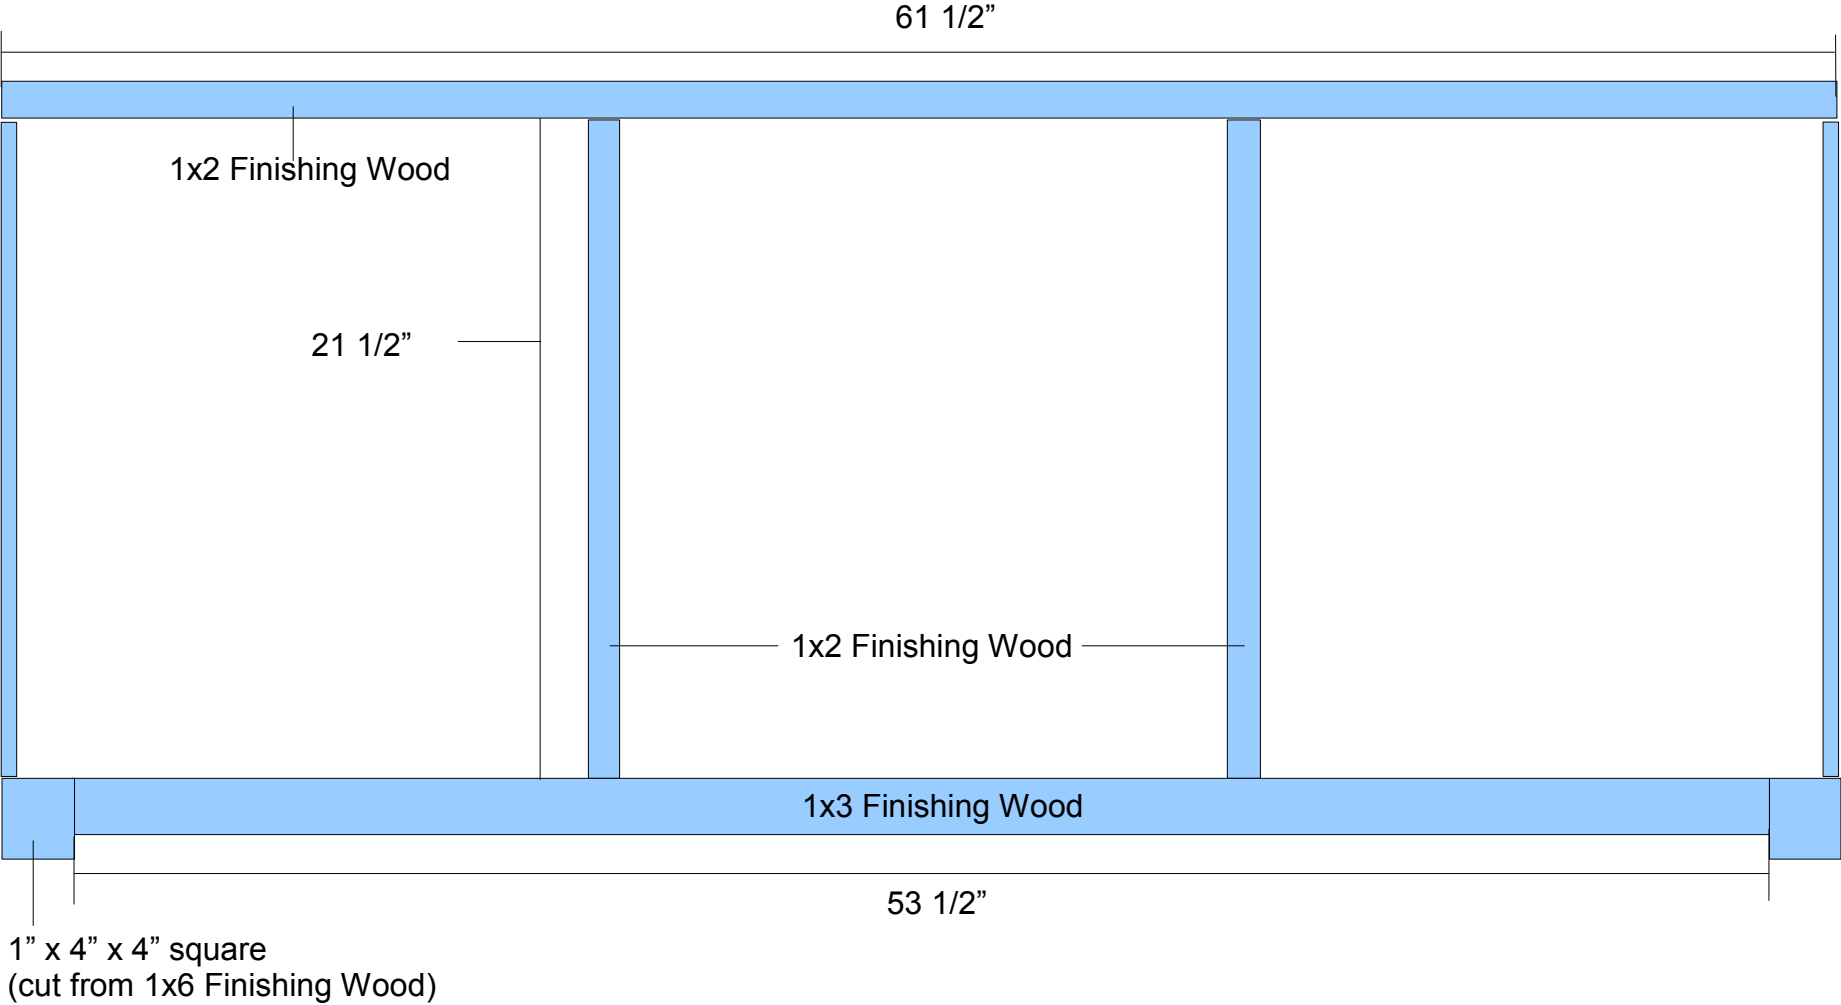 61 1/2”
1x2 Finishing Wood
21 1/2”
1x2 Finishing Wood
1x3 Finishing Wood
53 1/2”
1” x 4” x 4” square
(cut from 1x6 Finishing Wood)